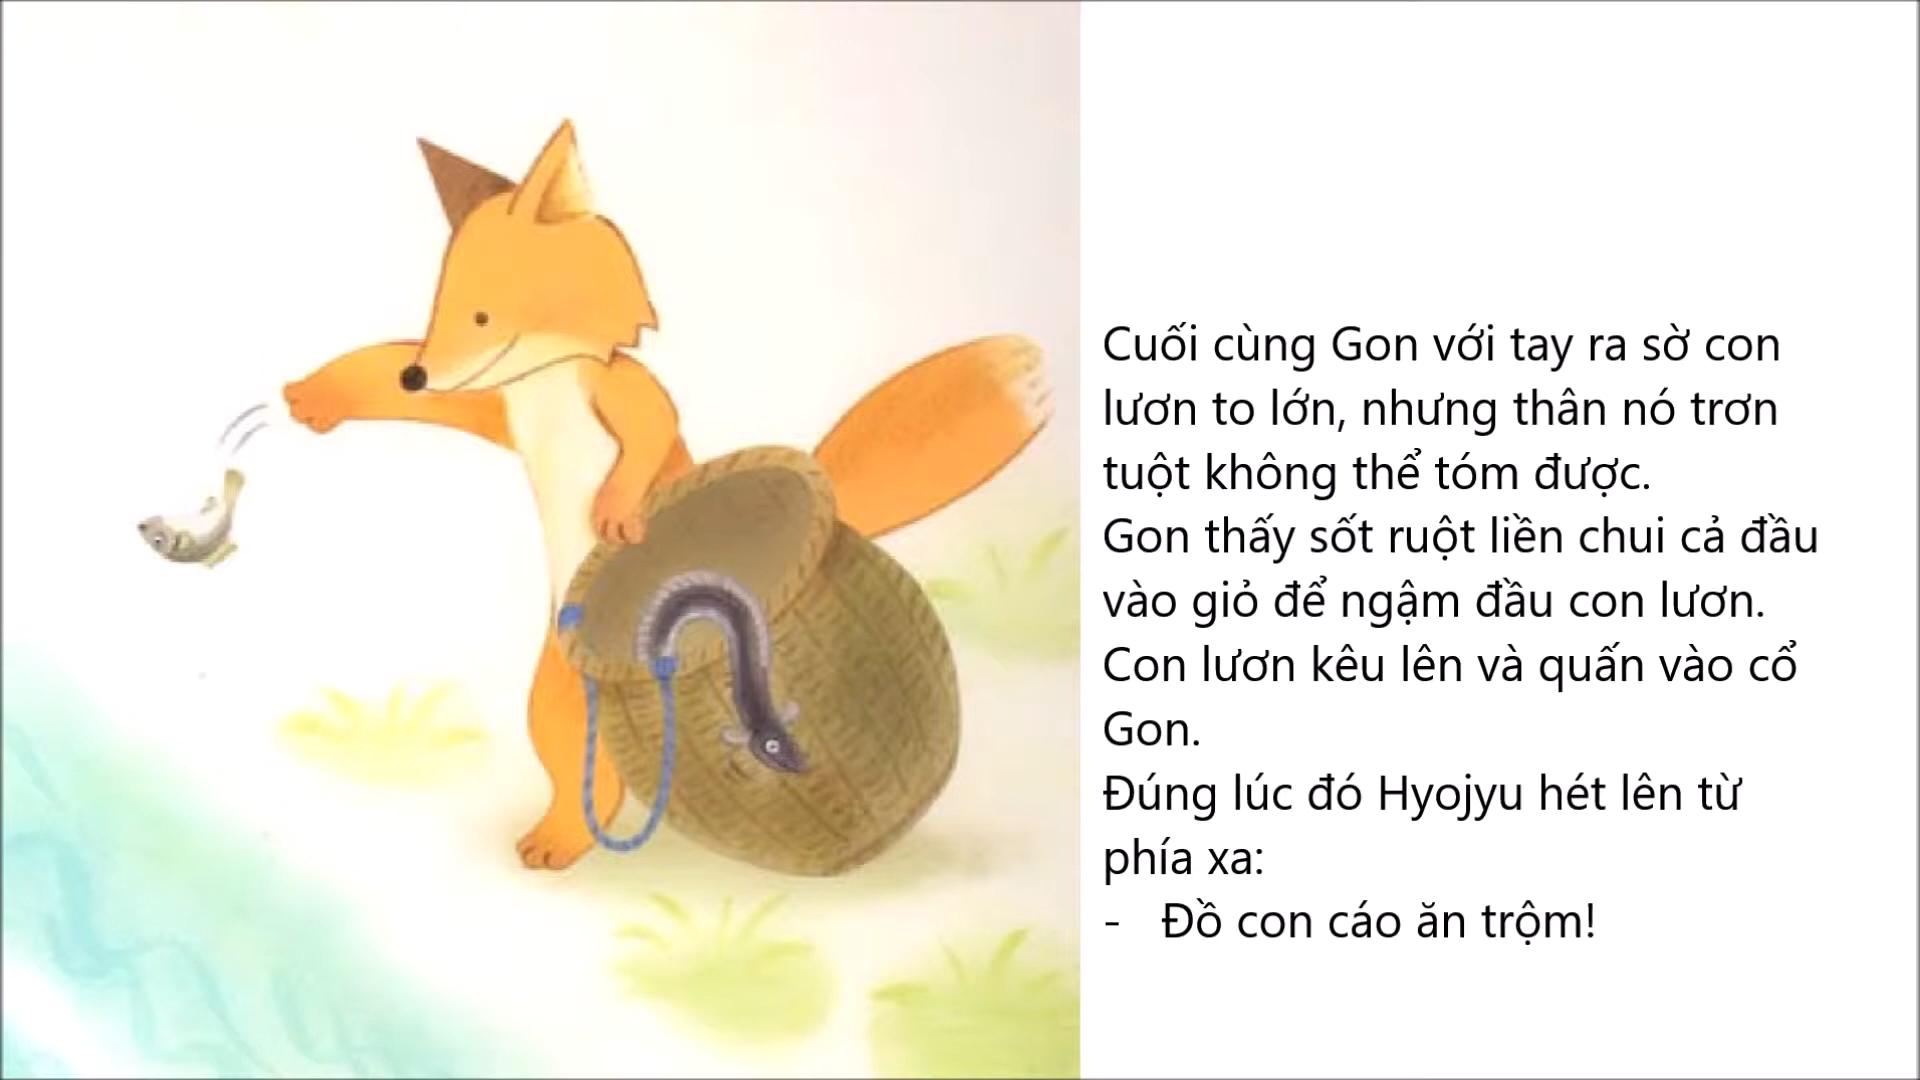 Cuối cùng Gon với tay ra sờ con
lươn to lớn, nhưng thân nó trơn
tuột không thể tóm được.
Gon thấy sốt ruột liền chui cả đầu
vào giỏ để ngậm đầu con lươn.
Con lươn kêu lên và quấn vào cổ
Gon.
Đúng lúc đó Hyojyu hét lên từ
phía xa:
- Đồ con cáo ăn trộm!